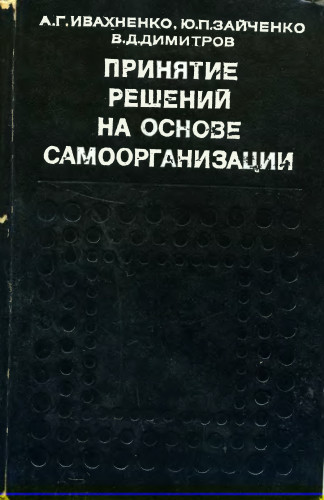 А.Г.ИВАХНЕНКО, Ю.П.ЗАЙЧЕНКО
В.Д.ДИМИТРОВ
ПРИНЯТИЕ
РЕШЕНИЙ
НА ОСНОВЕ
САМООРГАНИЗАЦИИ